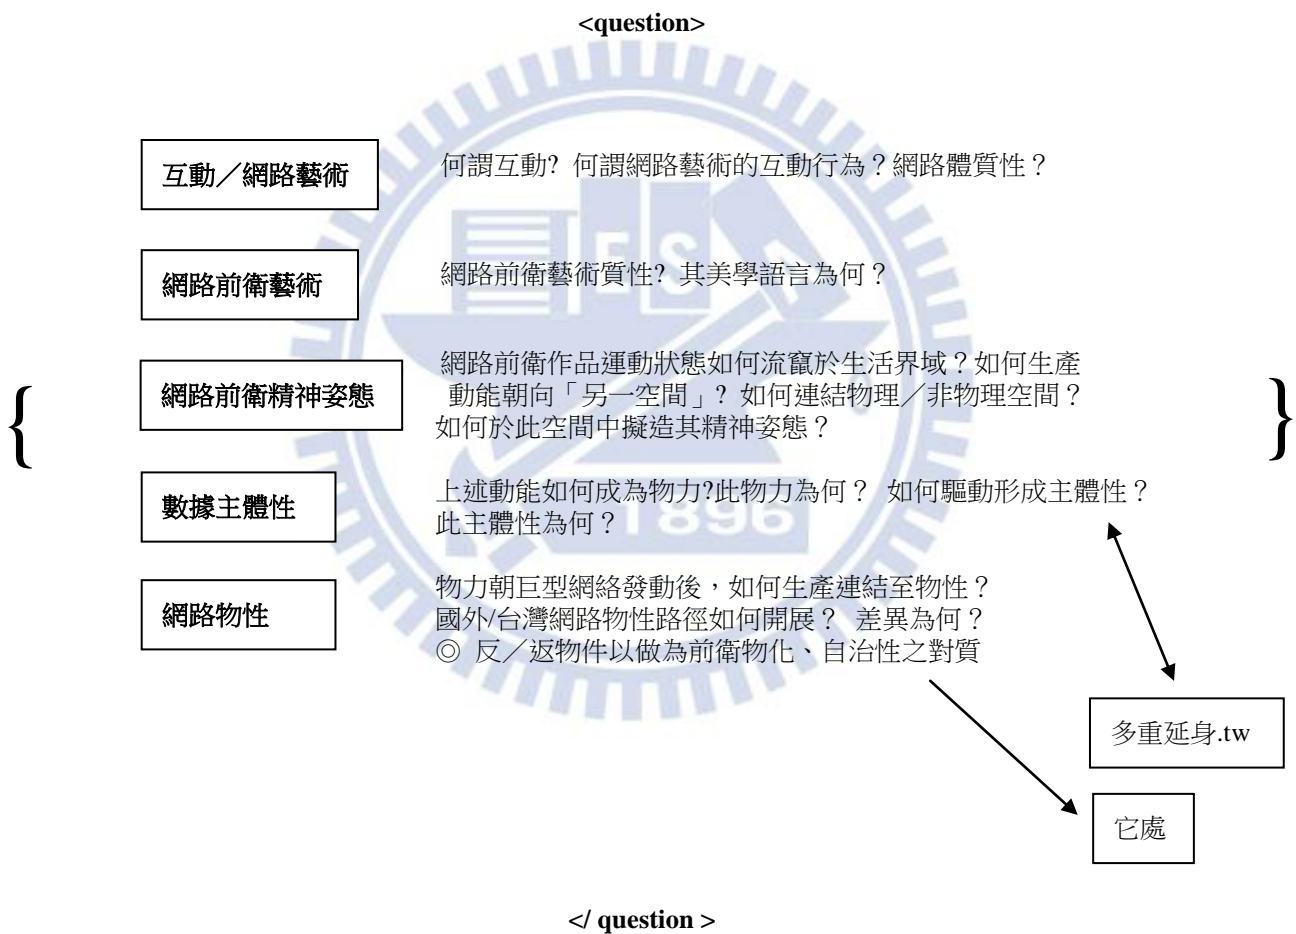 <question>
互動／網路藝術
何謂互動? 何謂網路藝術的互動行為？網路體質性？
網路前衛藝術
網路前衛藝術質性? 其美學語言為何？
網路前衛精神姿態
網路前衛作品運動狀態如何流竄於生活界域？如何生產
動能朝向「另一空間」? 如何連結物理／非物理空間？
如何於此空間中擬造其精神姿態？
{
}
數據主體性
上述動能如何成為物力?此物力為何？ 如何驅動形成主體性？
此主體性為何？
網路物性
物力朝巨型網絡發動後，如何生產連結至物性？
國外/台灣網路物性路徑如何開展？ 差異為何？
◎ 反／返物件以做為前衛物化、自治性之對質
多重延身.tw
它處
</ question >
ES
1896